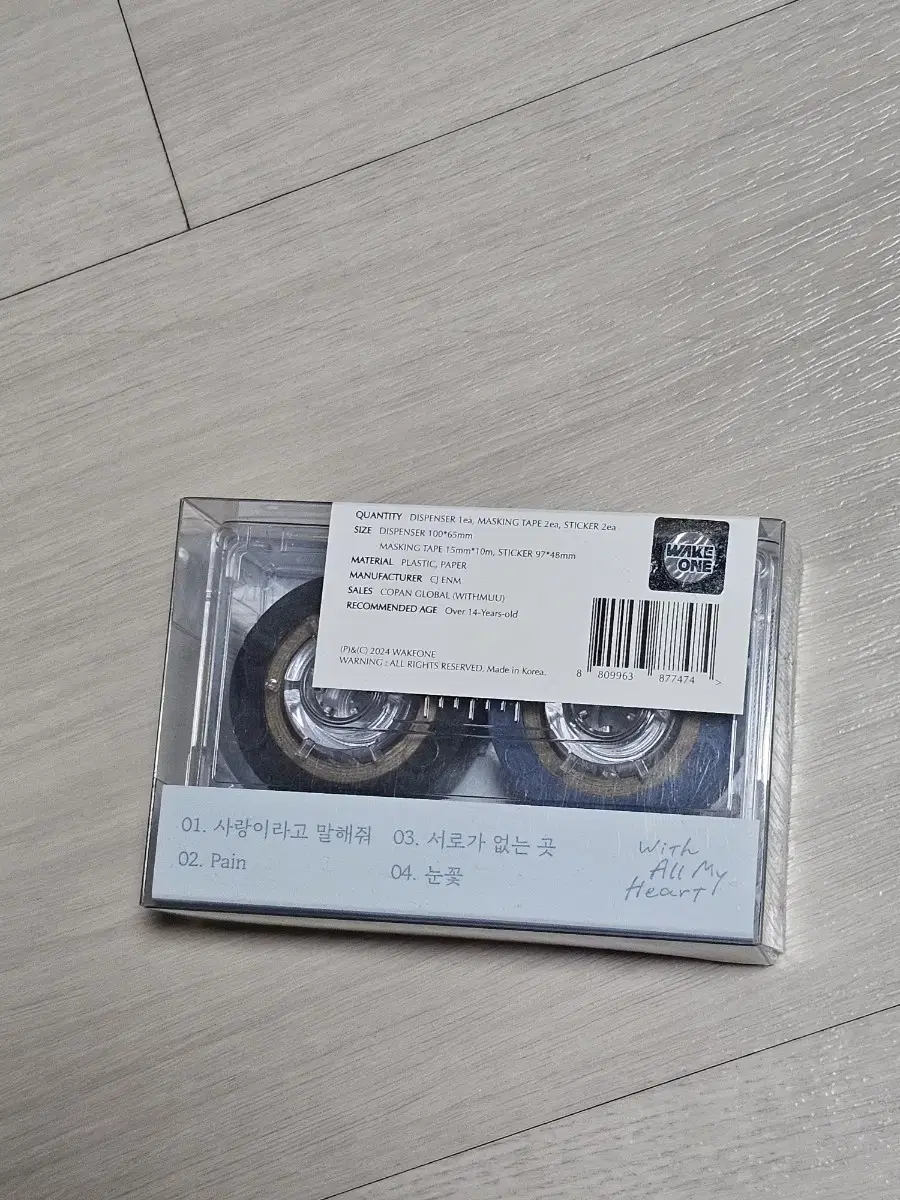 QUANTITY DISPENSER 1ea, MASKING TAPE 2ea, STICKER 2ea
SIZE DISPENSER 100*65mm
MASKING TAPE 15mm*10m, STICKER 97*48mm
MATERIAL PLASTIC, PAPER
MANUFACTURER CJ ENM
SALES COPAN GLOBAL (WITHMUU)
RECOMMENDED AGE Over 14-Years-old
(P)&(C) 2024 WAKEONE
WARNING : ALL RIGHTS RESERVED. Made in Korea.
WAKE
ONE
8 809963 877474 >
01. 사랑이라고 말해줘
02. Pain
03. 서로가 없는 곳
04. 눈꽃
With
All My
Heart